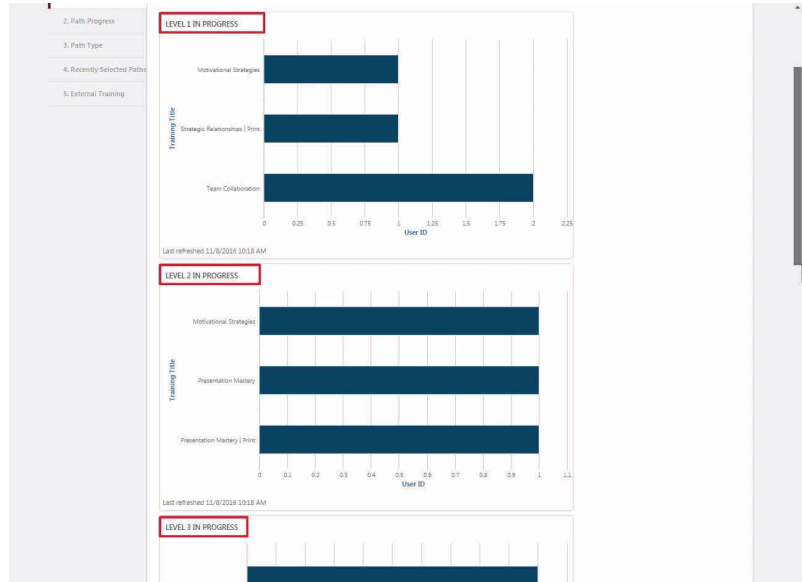 2. Path Progress
3. Path Type
4. Recently Selected Paths
5. External Training
LEVEL 1 IN PROGRESS
Training Title
Motivational Strategies
Strategic Relationships | Print
Team Collaboration
0 0.25 0.5 0.75 1 1.25 1.5 1.75 2 2.25
User ID
Last refreshed 11/8/2016 10:18 AM
LEVEL 2 IN PROGRESS
Training Title
Motivational Strategies
Presentation Mastery
Presentation Mastery | Print
0 0.1 0.2 0.3 0.4 0.5 0.6 0.7 0.8 0.9 1 1.1
User ID
Last refreshed 11/8/2016 10:18 AM
LEVEL 3 IN PROGRESS